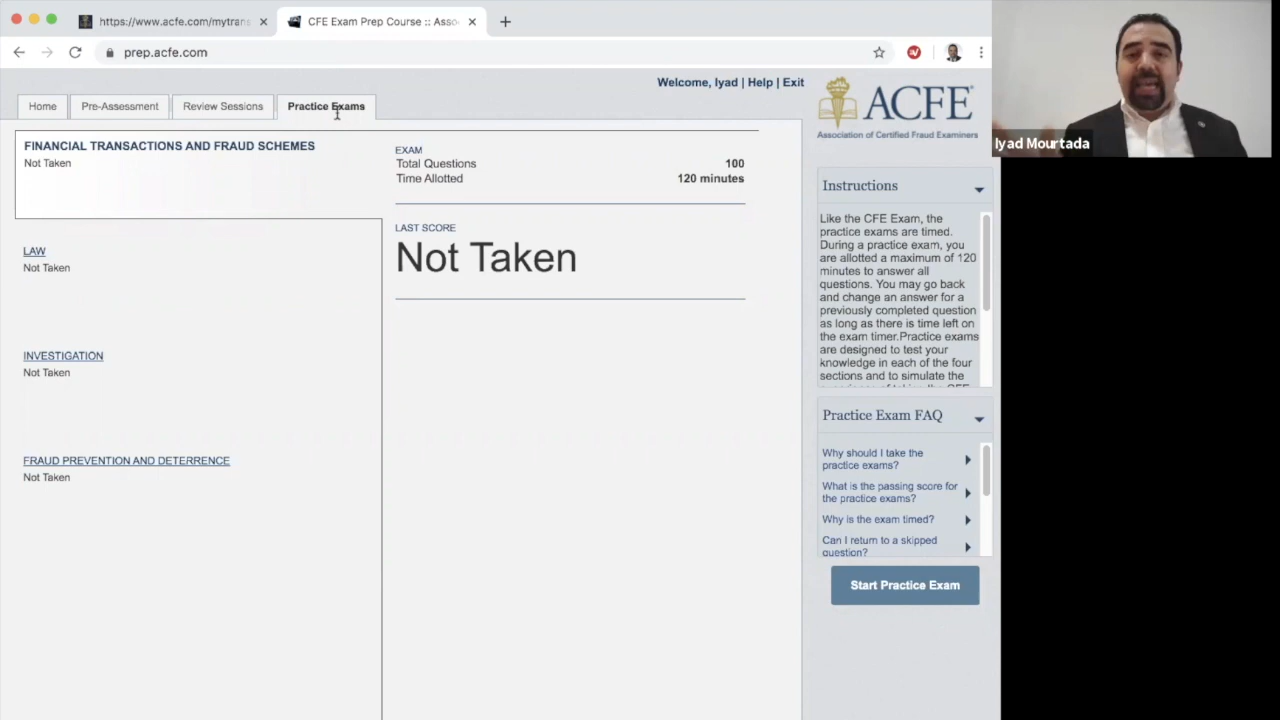 https://www.acfe.com/mytrans
CFE Exam Prep Course :: Asso
prep.acfe.com
Welcome, Iyad | Help | Exit
Home
Pre-Assessment
Review Sessions
Practice Exams
FINANCIAL TRANSACTIONS AND FRAUD SCHEMES
Not Taken
LAW
Not Taken
INVESTIGATION
Not Taken
FRAUD PREVENTION AND DETERRENCE
Not Taken
EXAM
Total Questions 100
Time Allotted 120 minutes
LAST SCORE
Not Taken
ACFE
Association of Certified Fraud Examiners
Instructions
Like the CFE Exam, the
practice exams are timed.
During a practice exam, you
are allotted a maximum of 120
minutes to answer all
questions. You may go back
and change an answer for a
previously completed question
as long as there is time left on
the exam timer.Practice exams
are designed to test your
knowledge in each of the four
sections and to simulate the
Practice Exam FAQ
Why should I take the
practice exams?
What is the passing score for
the practice exams?
Why is the exam timed?
Can I return to a skipped
question?
Start Practice Exam
Iyad Mourtada